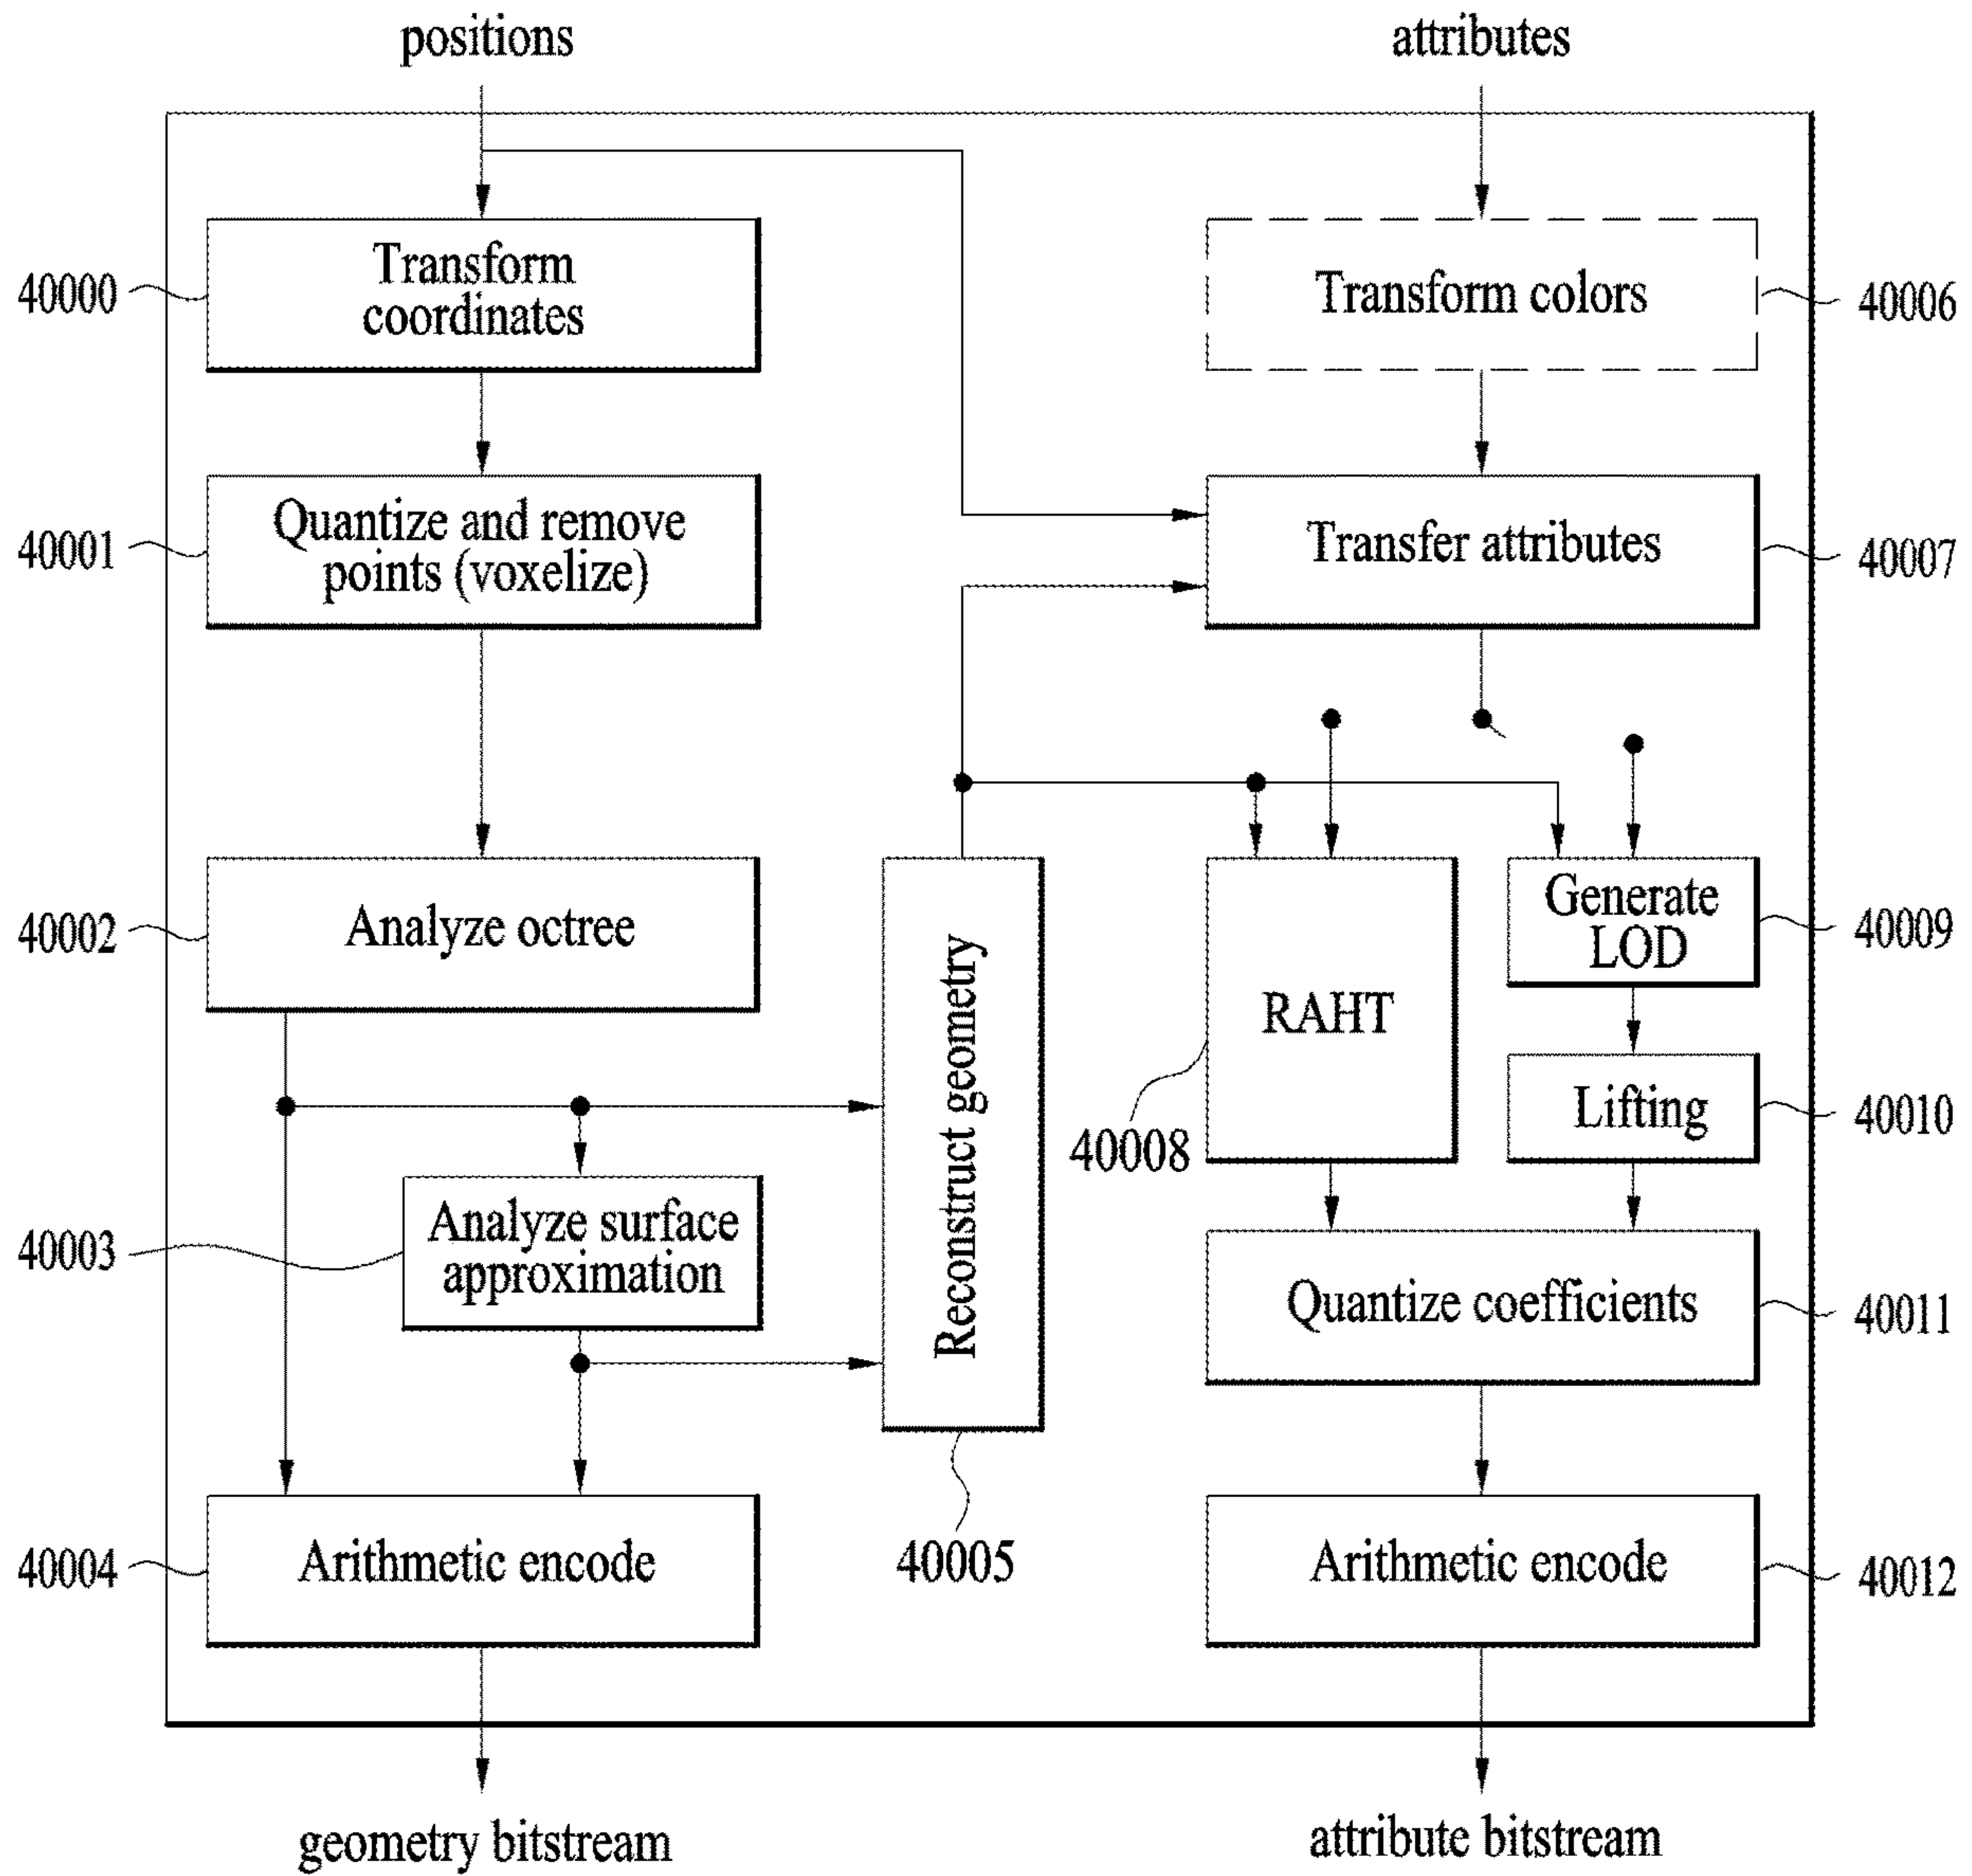 positions
attributes
Transform
coordinates
40000
Transform colors
40006
Quantize and remove
points (voxelize)
40001
Transfer attributes
40007
Analyze octree
40002
Reconstruct geometry
40005
RAHT
40008
Generate
LOD
40009
Lifting
40010
Analyze surface
approximation
40003
Quantize coefficients
40011
Arithmetic encode
40004
Arithmetic encode
40012
geometry bitstream
attribute bitstream